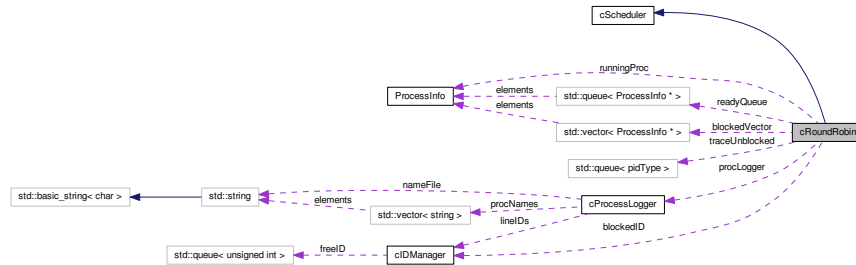 cScheduler
runningProc
ProcessInfo
elements
std::queue< ProcessInfo * >
readyQueue
elements
std::vector< ProcessInfo * >
blockedVector
cRoundRobin
traceUnblocked
std::queue< pidType >
procLogger
std::basic_string< char >
std::string
nameFile
elements
std::vector< string >
procNames
cProcessLogger
lineIDs
blockedID
std::queue< unsigned int >
freeID
cIDManager